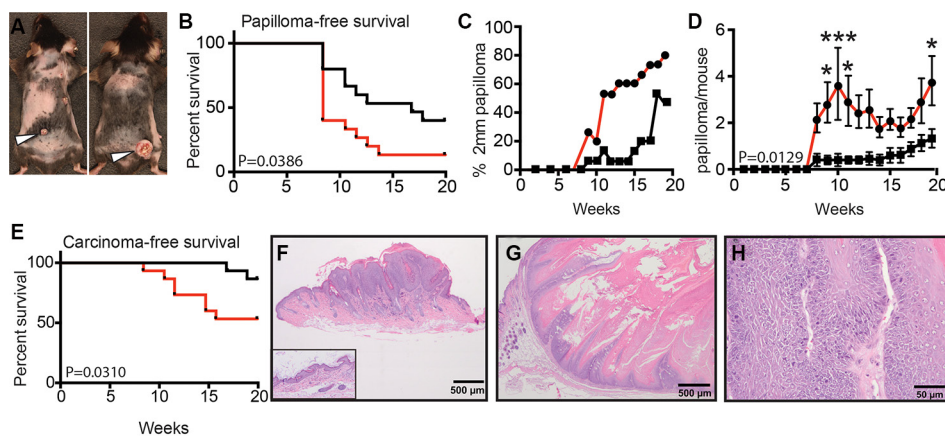 A
B
Papilloma-free survival
Percent survival
100
50
0
P=0.0386
0 5 10 15 20
Weeks
C
% 2mm papilloma
100
80
60
40
20
0
0 5 10 15 20
Weeks
D
papilloma/mouse
6
4
2
0
* *** * *
P=0.0129
0 5 10 15 20
Weeks
E
Carcinoma-free survival
Percent survival
100
50
0
P=0.0310
0 5 10 15 20
Weeks
F
500 µm
G
500 µm
H
50 µm